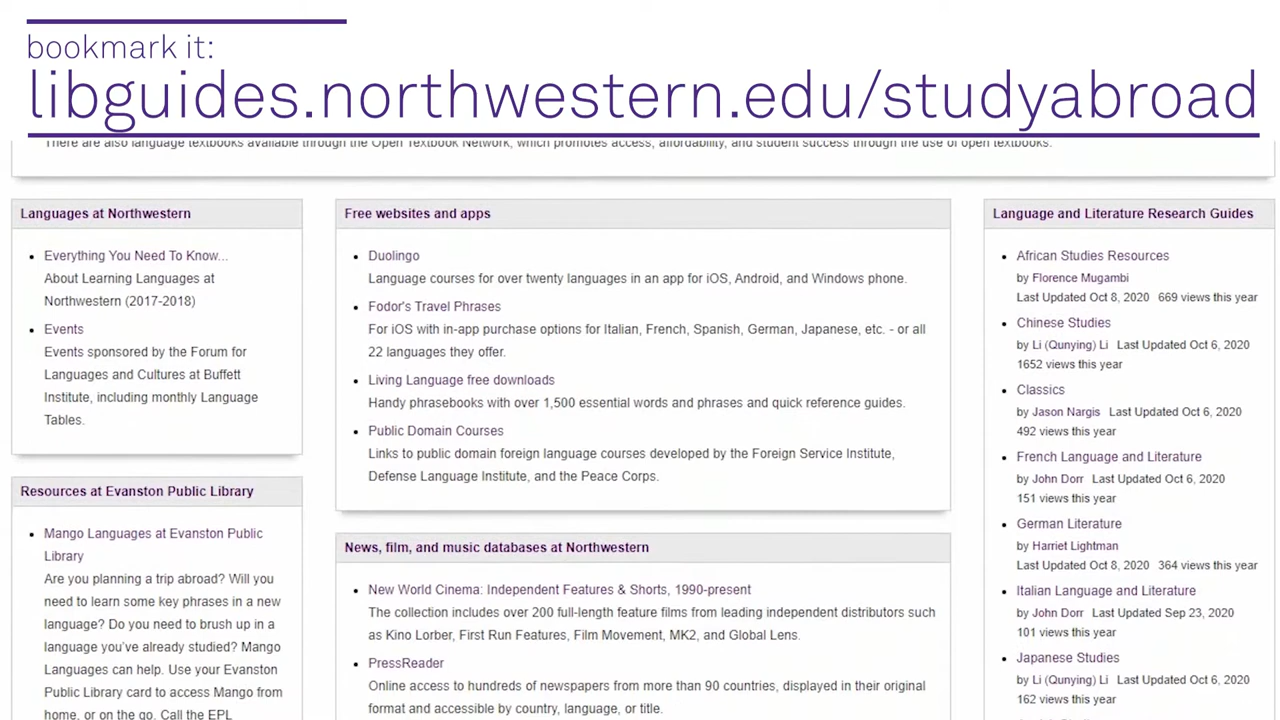 bookmark it:
libguides.northwestern.edu/studyabroad
There are also language textbooks available through the Open Textbook Network, which promotes access, affordability, and student success through the use of open textbooks.
Languages at Northwestern
Everything You Need To Know...
About Learning Languages at
Northwestern (2017-2018)
Events
Events sponsored by the Forum for
Languages and Cultures at Buffett
Institute, including monthly Language
Tables.
Resources at Evanston Public Library
Mango Languages at Evanston Public
Library
Are you planning a trip abroad? Will you
need to learn some key phrases in a new
language? Do you need to brush up in a
language you've already studied? Mango
Languages can help. Use your Evanston
Public Library card to access Mango from
home, or on the go. Call the EPL
Free websites and apps
Duolingo
Language courses for over twenty languages in an app for iOS, Android, and Windows phone.
Fodor's Travel Phrases
For iOS with in-app purchase options for Italian, French, Spanish, German, Japanese, etc. - or all
22 languages they offer.
Living Language free downloads
Handy phrasebooks with over 1,500 essential words and phrases and quick reference guides.
Public Domain Courses
Links to public domain foreign language courses developed by the Foreign Service Institute,
Defense Language Institute, and the Peace Corps.
News, film, and music databases at Northwestern
New World Cinema: Independent Features & Shorts, 1990-present
The collection includes over 200 full-length feature films from leading independent distributors such
as Kino Lorber, First Run Features, Film Movement, MK2, and Global Lens.
PressReader
Online access to hundreds of newspapers from more than 90 countries, displayed in their original
format and accessible by country, language, or title.
Language and Literature Research Guides
African Studies Resources
by Florence Mugambi
Last Updated Oct 8, 2020 669 views this year
Chinese Studies
by Li (Qunying) Li Last Updated Oct 6, 2020
1652 views this year
Classics
by Jason Nargis Last Updated Oct 6, 2020
492 views this year
French Language and Literature
by John Dorr Last Updated Oct 6, 2020
151 views this year
German Literature
by Harriet Lightman
Last Updated Oct 8, 2020 364 views this year
Italian Language and Literature
by John Dorr Last Updated Sep 23, 2020
101 views this year
Japanese Studies
by Li (Qunying) Li Last Updated Oct 6, 2020
162 views this year